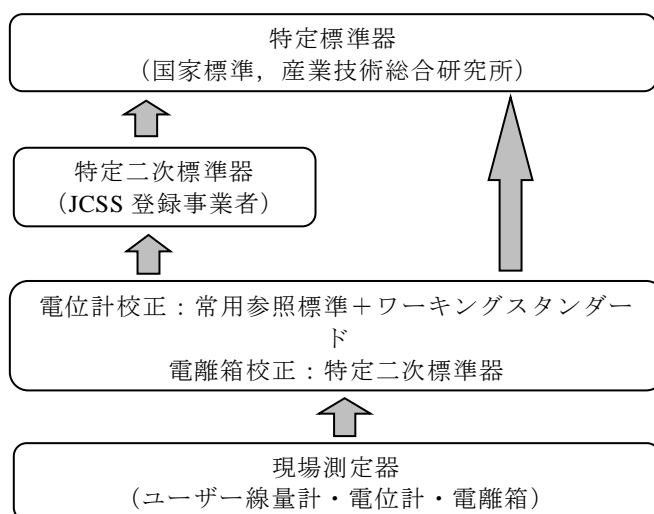 特定標準器
（国家標準，産業技術総合研究所）
特定二次標準器
（JCSS 登録事業者）
電位計校正：常用参照標準＋ワーキングスタンダー
ド
電離箱校正：特定二次標準器
現場測定器
（ユーザー線量計・電位計・電離箱）